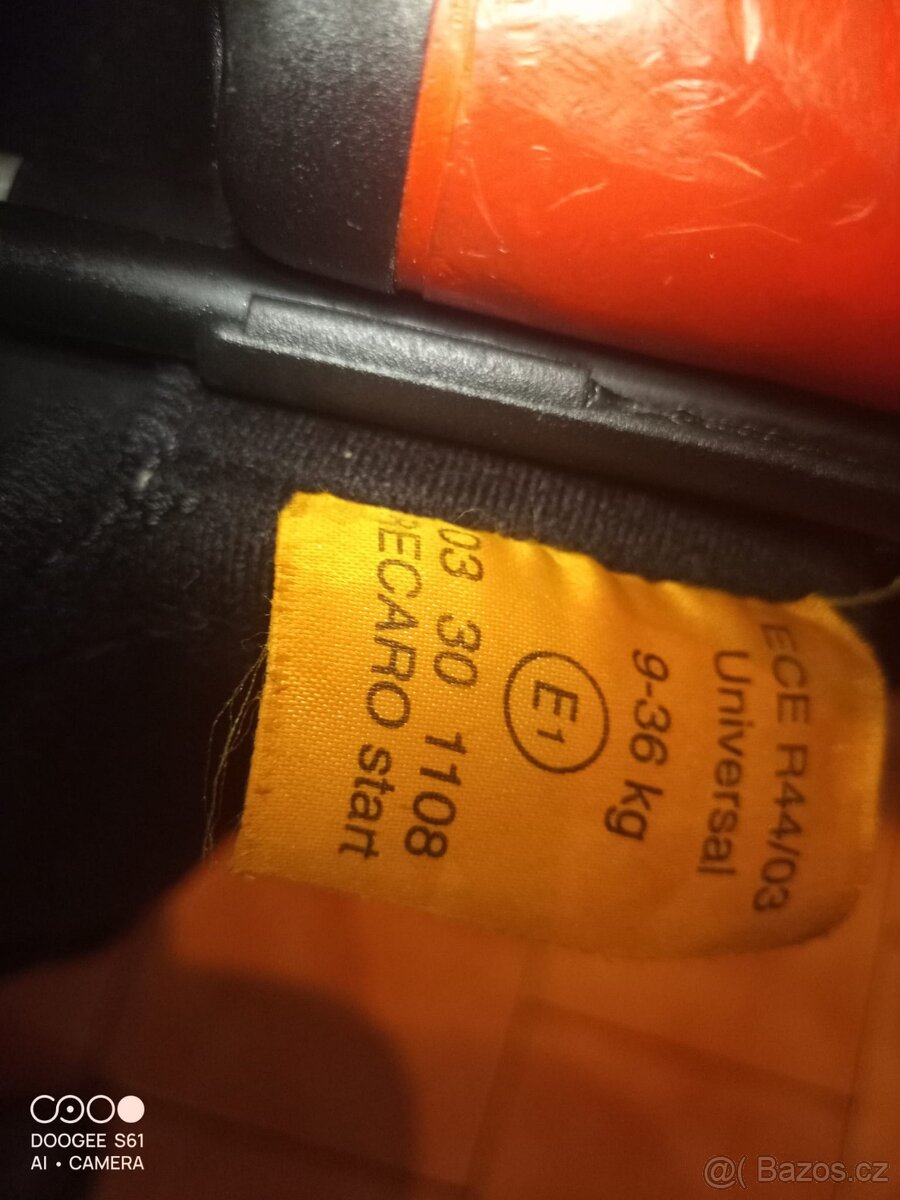 ECE R44/03
Universal
9-36 kg
E1
03 30 1108
RECARO start
DOOGEE S61
AI • CAMERA
@( Bazos.cz